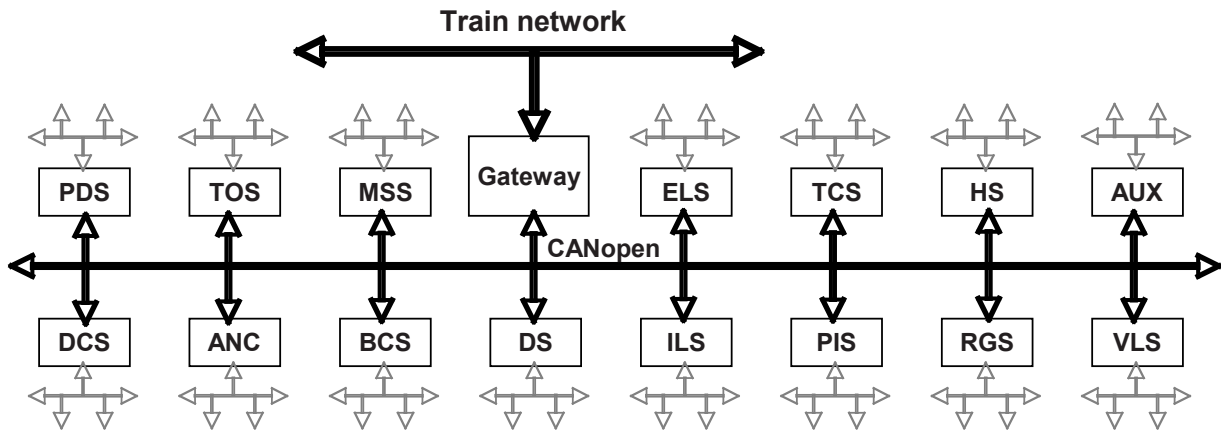 Train network
PDS TOS MSS Gateway ELS TCS HS AUX
CANopen
DCS ANC BCS DS ILS PIS RGS VLS